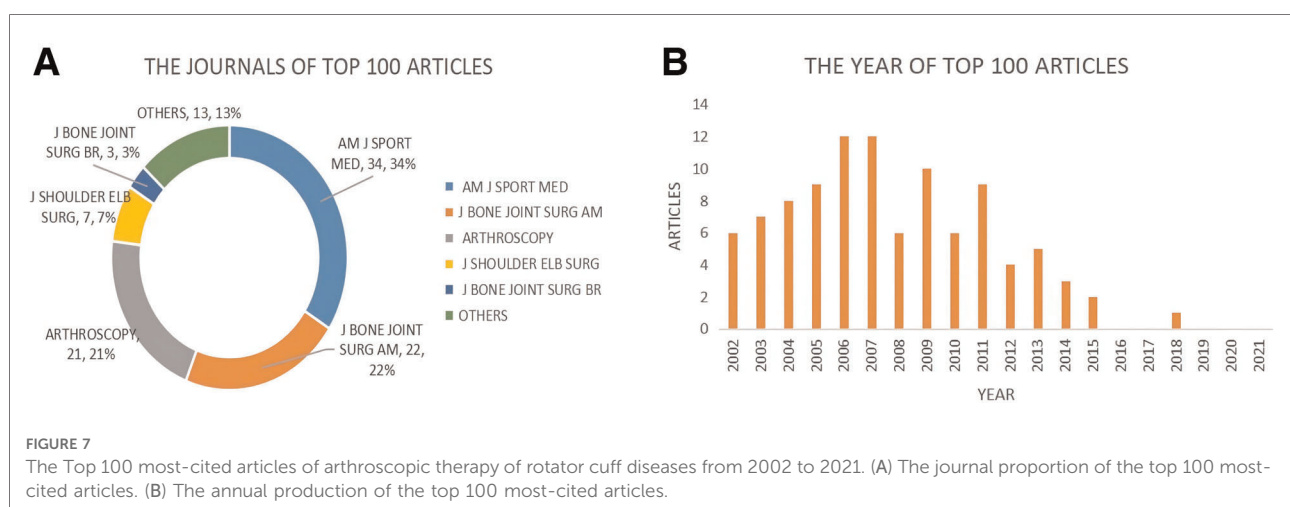 A
THE JOURNALS OF TOP 100 ARTICLES
OTHERS, 13, 13%
J BONE JOINT
SURG BR, 3, 3%
J SHOULDER ELB
SURG, 7, 7%
ARTHROSCOPY,
21, 21%
AM J SPORT
MED, 34, 34%
J BONE JOINT
SURG AM, 22,
22%
AM J SPORT MED
J BONE JOINT SURG AM
ARTHROSCOPY
J SHOULDER ELB SURG
J BONE JOINT SURG BR
OTHERS
B
THE YEAR OF TOP 100 ARTICLES
ARTICLES
14
12
10
8
6
4
2
0
2002
2003
2004
2005
2006
2007
2008
2009
2010
2011
2012
2013
2014
2015
2016
2017
2018
2019
2020
2021
YEAR
FIGURE 7
The Top 100 most-cited articles of arthroscopic therapy of rotator cuff diseases from 2002 to 2021. (A) The journal proportion of the top 100 most-
cited articles. (B) The annual production of the top 100 most-cited articles.